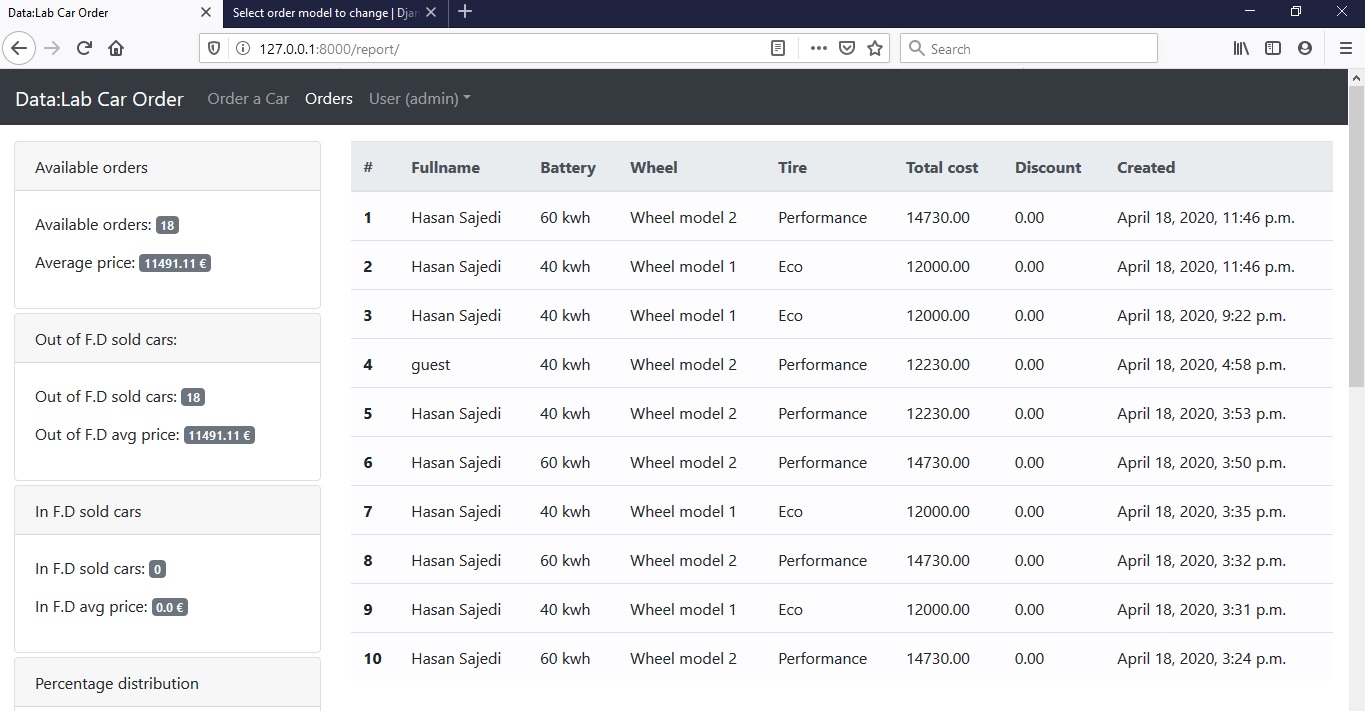 Data:Lab Car Order
Select order model to change | Djan
127.0.0.1:8000/report/
Search
Data:Lab Car Order Order a Car Orders User (admin)
Available orders
Available orders: 18
Average price: 11491.11 €
Out of F.D sold cars:
Out of F.D sold cars: 18
Out of F.D avg price: 11491.11 €
In F.D sold cars
In F.D sold cars: 0
In F.D avg price: 0.0 €
Percentage distribution
# Fullname Battery Wheel Tire Total cost Discount Created
1 Hasan Sajedi 60 kwh Wheel model 2 Performance 14730.00 0.00 April 18, 2020, 11:46 p.m.
2 Hasan Sajedi 40 kwh Wheel model 1 Eco 12000.00 0.00 April 18, 2020, 11:46 p.m.
3 Hasan Sajedi 40 kwh Wheel model 1 Eco 12000.00 0.00 April 18, 2020, 9:22 p.m.
4 guest 40 kwh Wheel model 2 Performance 12230.00 0.00 April 18, 2020, 4:58 p.m.
5 Hasan Sajedi 40 kwh Wheel model 2 Performance 12230.00 0.00 April 18, 2020, 3:53 p.m.
6 Hasan Sajedi 60 kwh Wheel model 2 Performance 14730.00 0.00 April 18, 2020, 3:50 p.m.
7 Hasan Sajedi 40 kwh Wheel model 1 Eco 12000.00 0.00 April 18, 2020, 3:35 p.m.
8 Hasan Sajedi 60 kwh Wheel model 2 Performance 14730.00 0.00 April 18, 2020, 3:32 p.m.
9 Hasan Sajedi 40 kwh Wheel model 1 Eco 12000.00 0.00 April 18, 2020, 3:31 p.m.
10 Hasan Sajedi 60 kwh Wheel model 2 Performance 14730.00 0.00 April 18, 2020, 3:24 p.m.